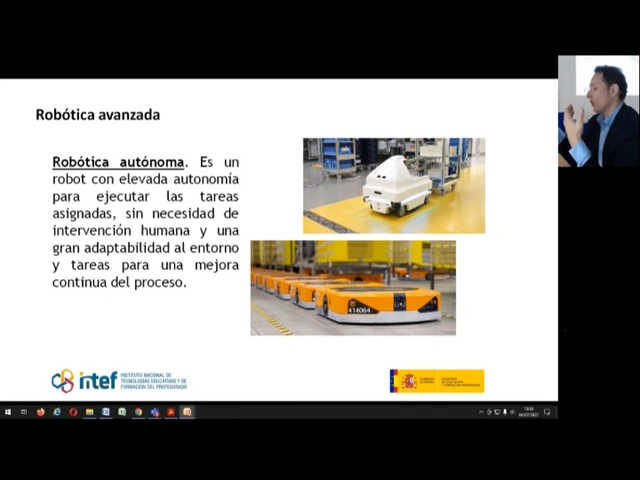 Robótica avanzada
Robótica autónoma. Es un
robot con elevada autonomía
para ejecutar las tareas
asignadas, sin necesidad de
intervención humana y una
gran adaptabilidad al entorno
y tareas para una mejora
continua del proceso.
414064
intef
INSTITUTO NACIONAL DE
TECNOLOGÍAS EDUCATIVAS Y DE
FORMACIÓN DEL PROFESORADO
GOBIERNO
DE ESPAÑA
MINISTERIO
DE EDUCACIÓN
Y FORMACIÓN PROFESIONAL